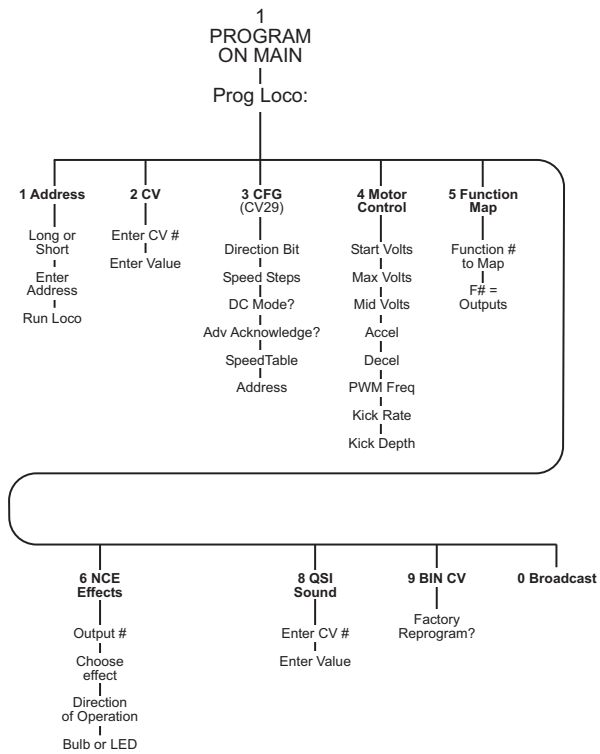 1
PROGRAM
ON MAIN
Prog Loco:
1 Address
Long or
Short
Enter
Address
Run Loco
2 CV
Enter CV #
Enter Value
3 CFG
(CV29)
Direction Bit
Speed Steps
DC Mode?
Adv Acknowledge?
SpeedTable
Address
4 Motor
Control
Start Volts
Max Volts
Mid Volts
Accel
Decel
PWM Freq
Kick Rate
Kick Depth
5 Function
Map
Function #
to Map
F# =
Outputs
6 NCE
Effects
Output #
Choose
effect
Direction
of Operation
Bulb or LED
8 QSI
Sound
Enter CV #
Enter Value
9 BIN CV
Factory
Reprogram?
0 Broadcast